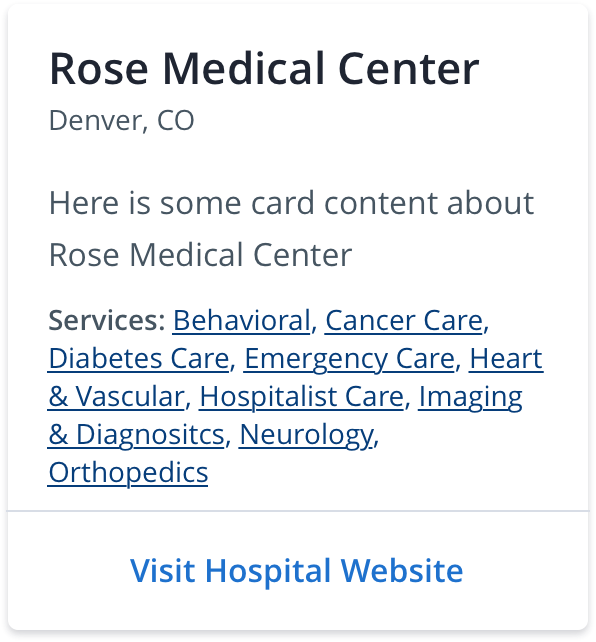 Rose Medical Center
Denver, CO
Here is some card content about
Rose Medical Center
Services: Behavioral, Cancer Care,
Diabetes Care, Emergency Care, Heart
& Vascular, Hospitalist Care, Imaging
& Diagnositcs, Neurology,
Orthopedics
Visit Hospital Website